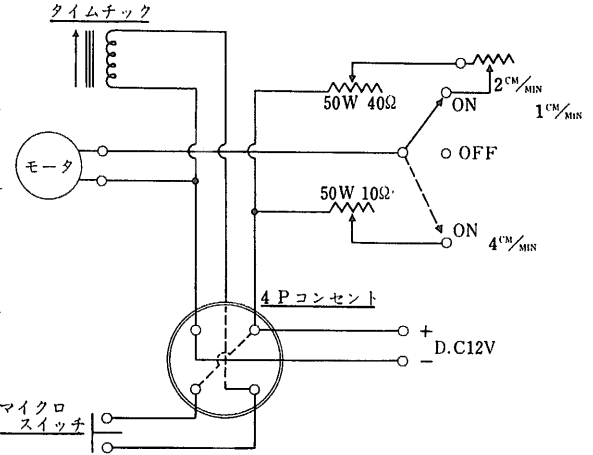 タイムチック
50W 40Ω
2CM/MIN
1CM/MIN
ON
モータ
OFF
50W 10Ω
ON
4CM/MIN
4Pコンセント
+
D.C12V
−
マイクロ
スイッチ